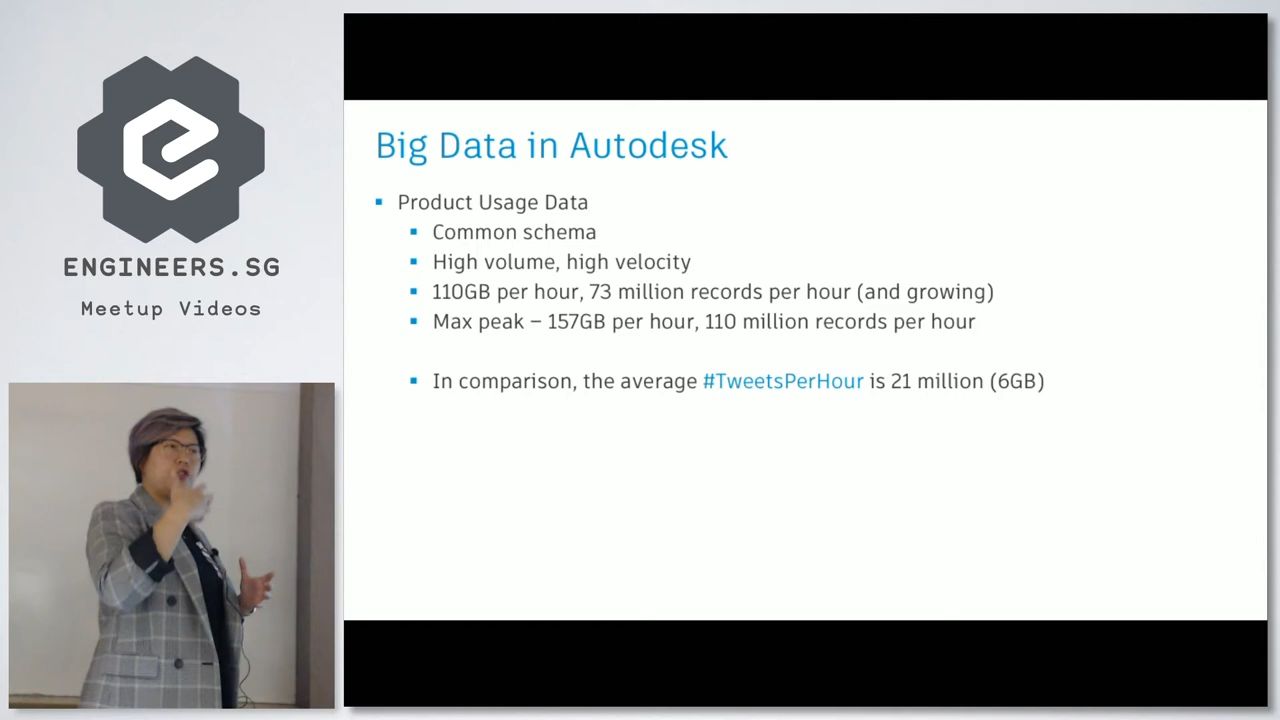 ENGINEERS.SG
Meetup Videos
Big Data in Autodesk
Product Usage Data
Common schema
High volume, high velocity
110GB per hour, 73 million records per hour (and growing)
Max peak – 157GB per hour, 110 million records per hour
In comparison, the average #TweetsPerHour is 21 million (6GB)